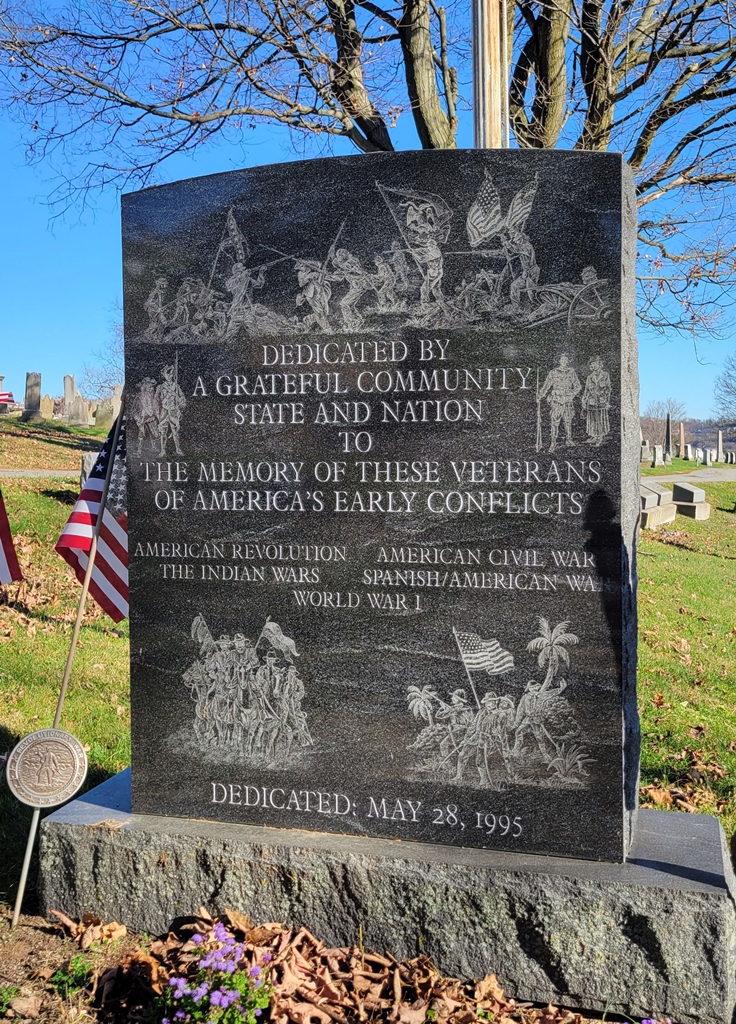 DEDICATED BY
A GRATEFUL COMMUNITY
STATE AND NATION
TO
THE MEMORY OF THESE VETERANS
OF AMERICA'S EARLY CONFLICTS
AMERICAN REVOLUTION
THE INDIAN WARS
AMERICAN CIVIL WAR
SPANISH/AMERICAN WAR
WORLD WAR I
DEDICATED: MAY 28, 1995